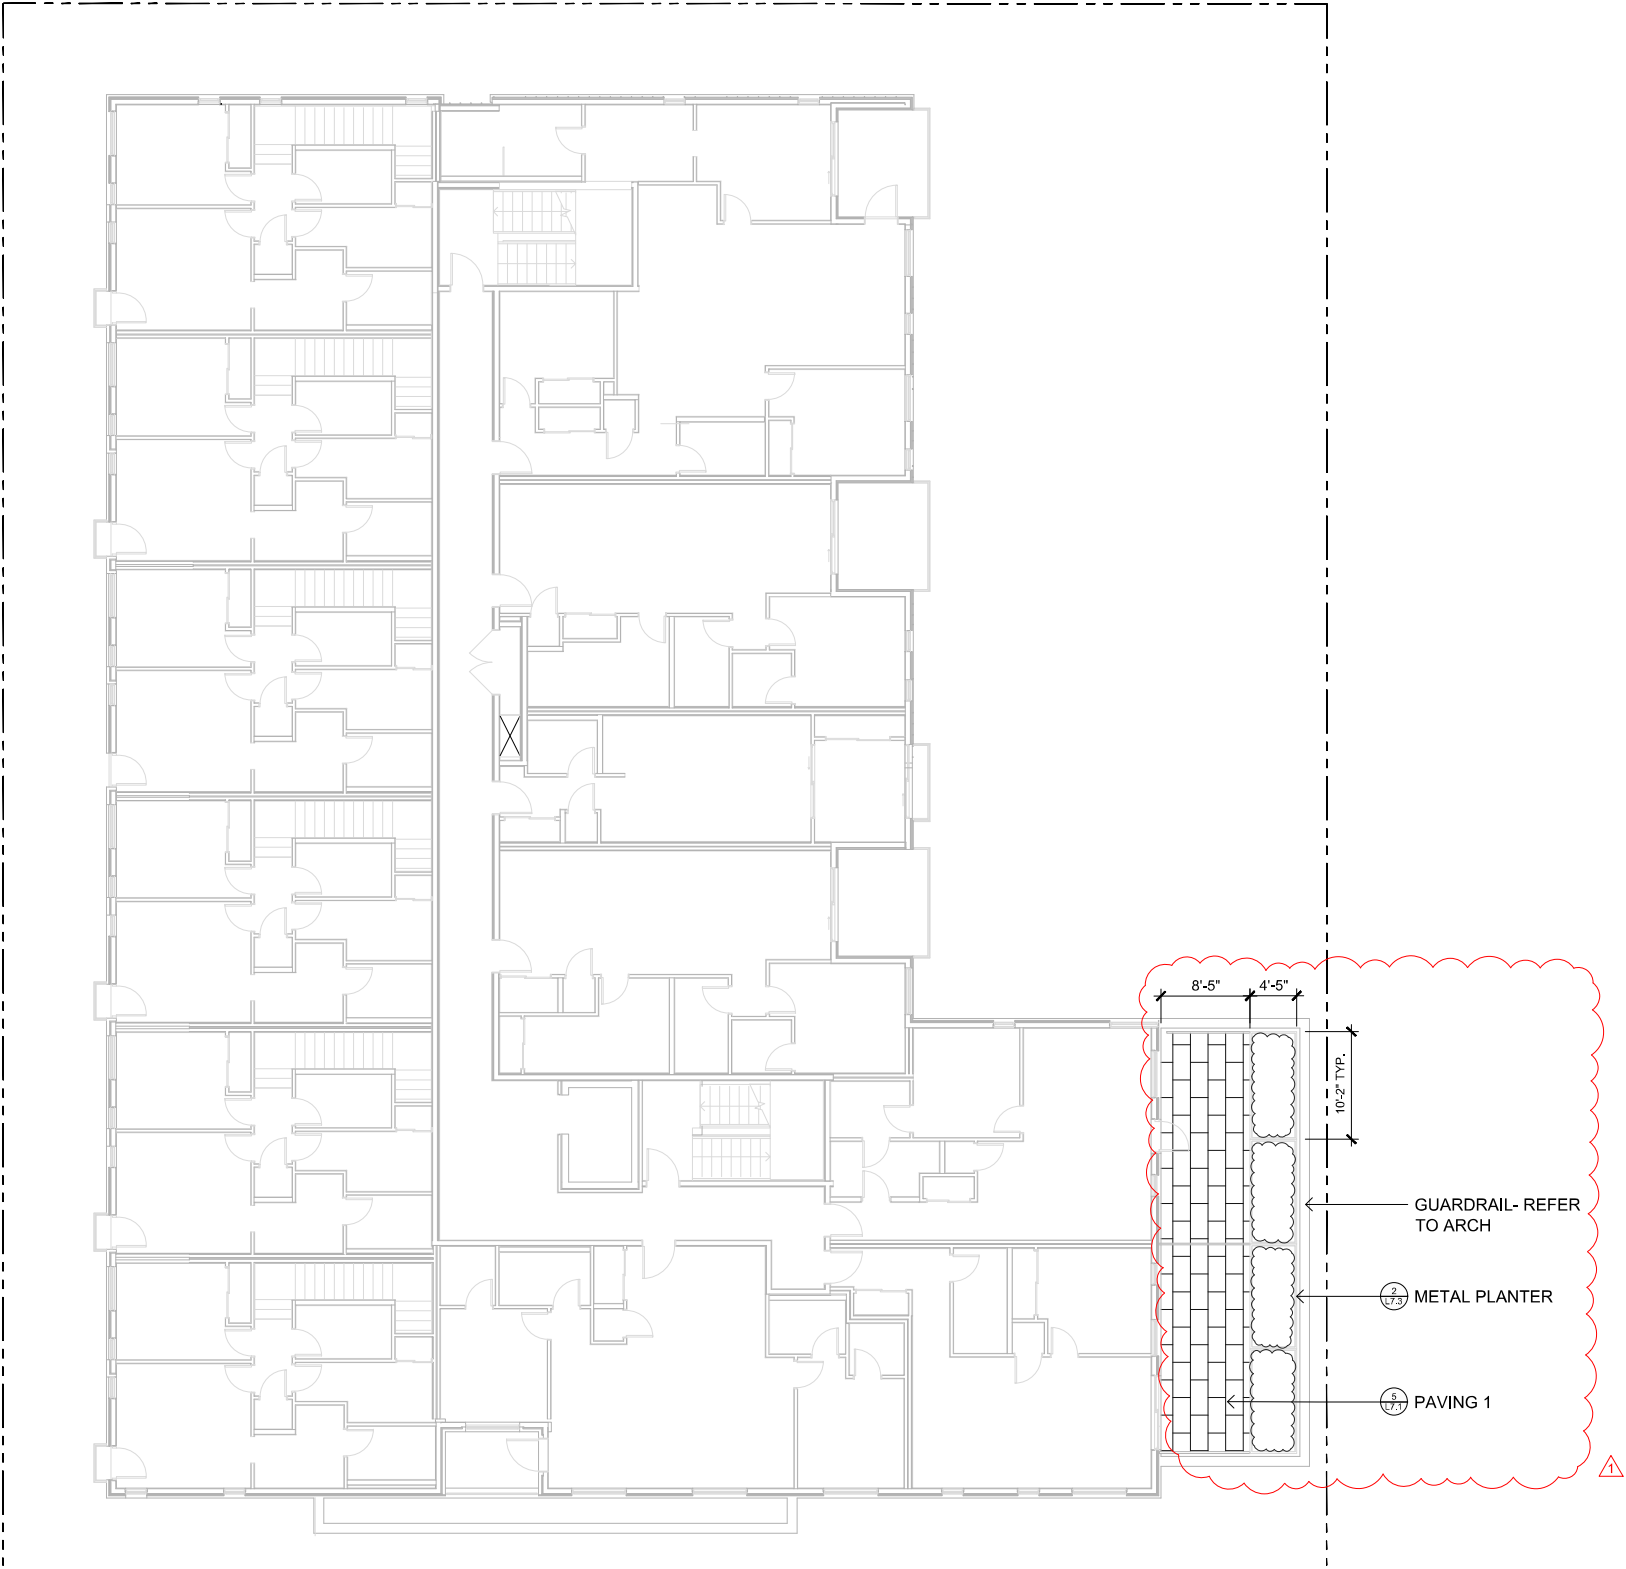 8'-5"
4'-5"
10'-2" TYP.
GUARDRAIL- REFER
TO ARCH
2
L7.3
METAL PLANTER
5
L7.1
PAVING 1
1